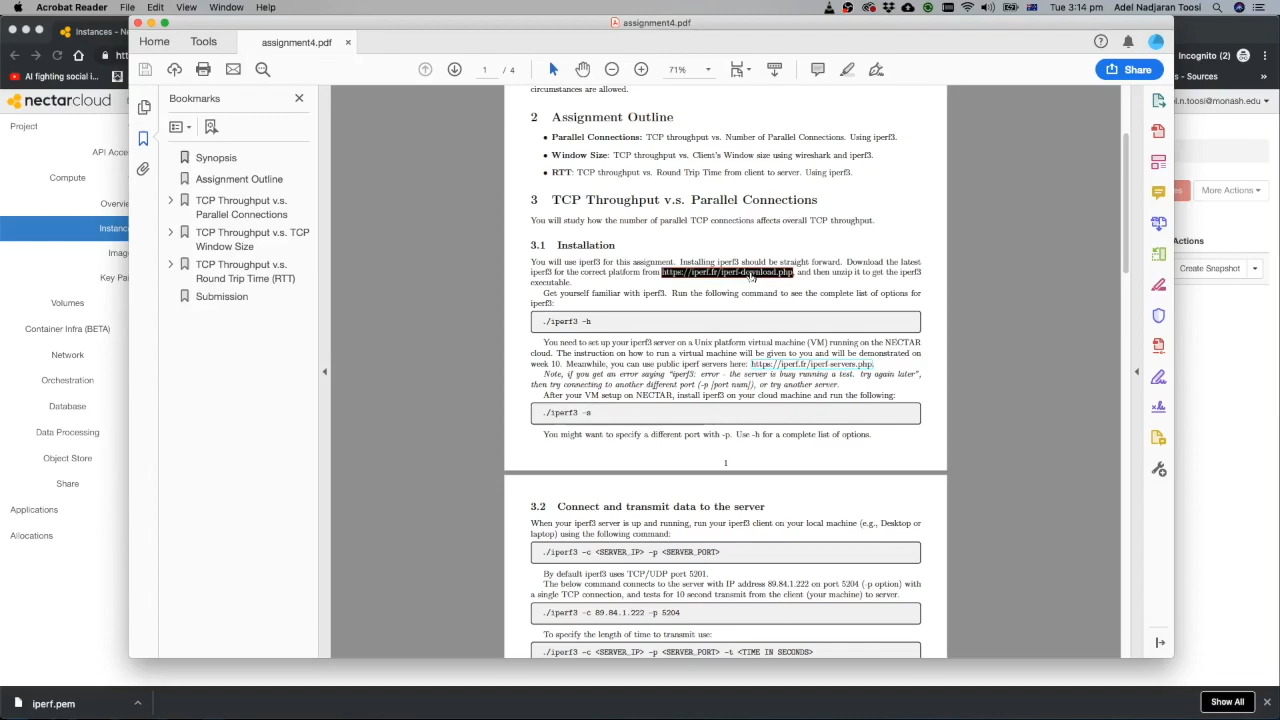 Acrobat Reader File Edit View Window Help
Tue 3:14 pm Adel Nadjaran Toosi
assignment4.pdf
Instances -
Incognito (2)
htt
AI fighting social i...
- Sources
nectarcloud
el.n.toosi@monash.edu
Home Tools assignment4.pdf ×
1 / 4 71% Share
Bookmarks
Synopsis
Assignment Outline
TCP Throughput v.s.
Parallel Connections
TCP Throughput v.s. TCP
Window Size
TCP Throughput v.s.
Round Trip Time (RTT)
Submission
Project
API Acce
Compute
Overvie
Instanc
Imag
Key Pa
Volumes
Container Infra (BETA)
Network
Orchestration
Database
Data Processing
Object Store
Share
Applications
Allocations
circumstances are allowed.
2 Assignment Outline
• Parallel Connections: TCP throughput vs. Number of Parallel Connections. Using iperf3.
• Window Size: TCP throughput vs. Client's Window size using wireshark and iperf3.
• RTT: TCP throughput vs. Round Trip Time from client to server. Using iperf3.
3 TCP Throughput v.s. Parallel Connections
You will study how the number of parallel TCP connections affects overall TCP throughput.
3.1 Installation
You will use iperf3 for this assignment. Installing iperf3 should be straight forward. Download the latest
iperf3 for the correct platform from https://iperf.fr/iperf-download.php, and then unzip it to get the iperf3
executable.
Get yourself familiar with iperf3. Run the following command to see the complete list of options for
iperf3:
./iperf3 -h
You need to set up your iperf3 server on a Unix platform virtual machine (VM) running on the NECTAR
cloud. The instruction on how to run a virtual machine will be given to you and will be demonstrated on
week 10. Meanwhile, you can use public iperf servers here: https://iperf.fr/iperf-servers.php.
Note, if you get an error saying "iperf3: error - the server is busy running a test. try again later",
then try connecting to another different port (-p [port num]), or try another server.
After your VM setup on NECTAR, install iperf3 on your cloud machine and run the following:
./iperf3 -s
You might want to specify a different port with -p. Use -h for a complete list of options.
1
3.2 Connect and transmit data to the server
When your iperf3 server is up and running, run your iperf3 client on your local machine (e.g., Desktop or
laptop) using the following command:
./iperf3 -c <SERVER_IP> -p <SERVER_PORT>
By default iperf3 uses TCP/UDP port 5201.
The below command connects to the server with IP address 89.84.1.222 on port 5204 (-p option) with
a single TCP connection, and tests for 10 second transmit from the client (your machine) to server.
./iperf3 -c 89.84.1.222 -p 5204
To specify the length of time to transmit use:
./iperf3 -c <SERVER_IP> -p <SERVER_PORT> -t <TIME IN SECONDS>
es More Actions
Create Snapshot
iperf.pem
Show All